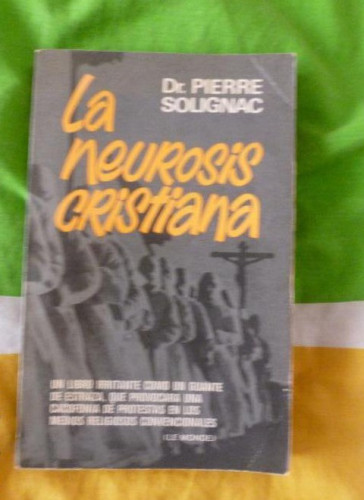 Dr. PIERRE
SOLIGNAC
La
neurosis
cristiana
UN LIBRO IRRITANTE COMO UN GUANTE
DE ESTRAZA, QUE PROVOCARA UNA
CACOFONIA DE PROTESTAS EN LOS
MEDIOS RELIGIOSOS CONVENCIONALES
(LE MONDE)